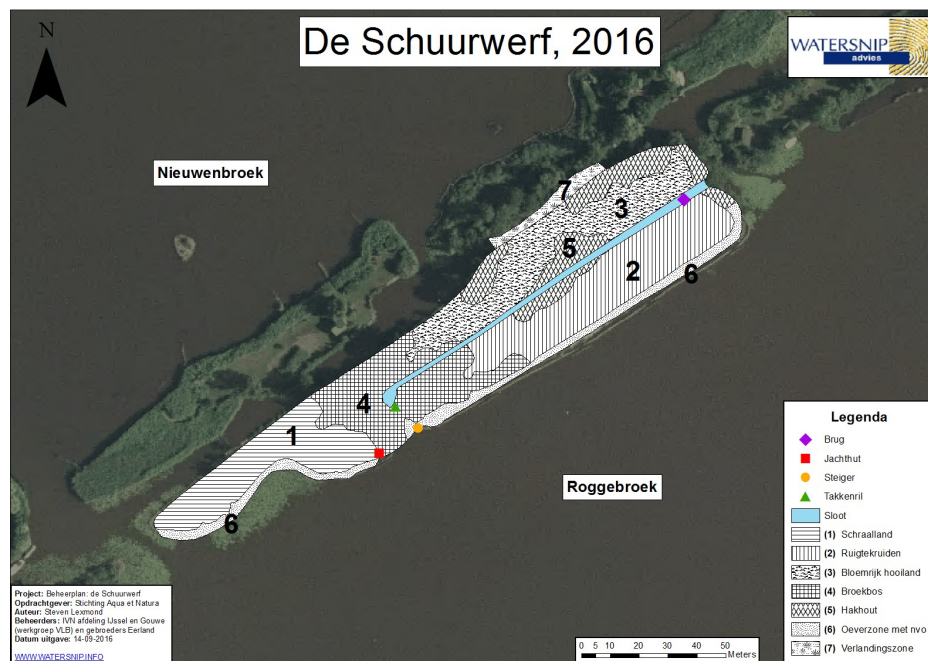 De Schuurwerf, 2016
WATERSNIP
advies
N
Nieuwenbroek
7
3
5
2
6
4
1
6
Roggebroek
Legenda
Brug
Jachthut
Steiger
Takkenril
Sloot
(1) Schraalland
(2) Ruigtekruiden
(3) Bloemrijk hooiland
(4) Broekbos
(5) Hakhout
(6) Oeverzone met nvo
(7) Verlandingszone
Project: Beheerplan: de Schuurwerf
Opdrachtgever: Stichting Aqua et Natura
Auteur: Steven Lexmond
Beheerders: IVN afdeling IJssel en Gouwe
(werkgroep VLB) en gebroeders Eerland
Datum uitgave: 14-09-2016
WWW.WATERSNIP.INFO
0 5 10 20 30 40 50
Meters